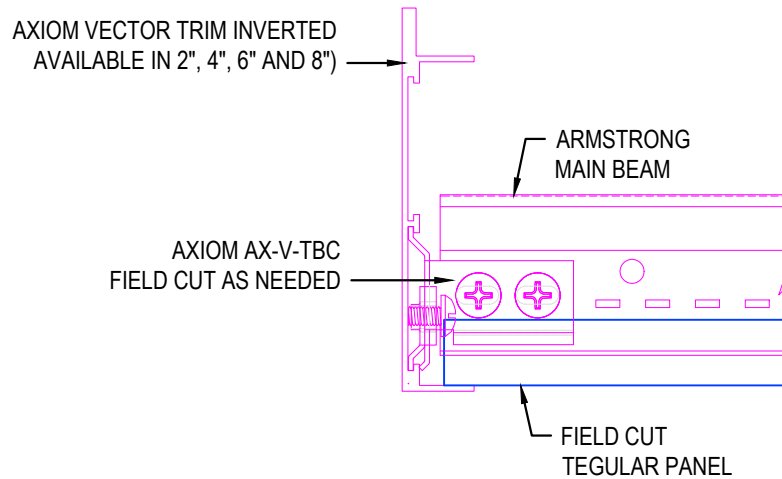 AXIOM VECTOR TRIM INVERTED
AVAILABLE IN 2", 4", 6" AND 8")
ARMSTRONG
MAIN BEAM
AXIOM AX-V-TBC
FIELD CUT AS NEEDED
FIELD CUT
TEGULAR PANEL